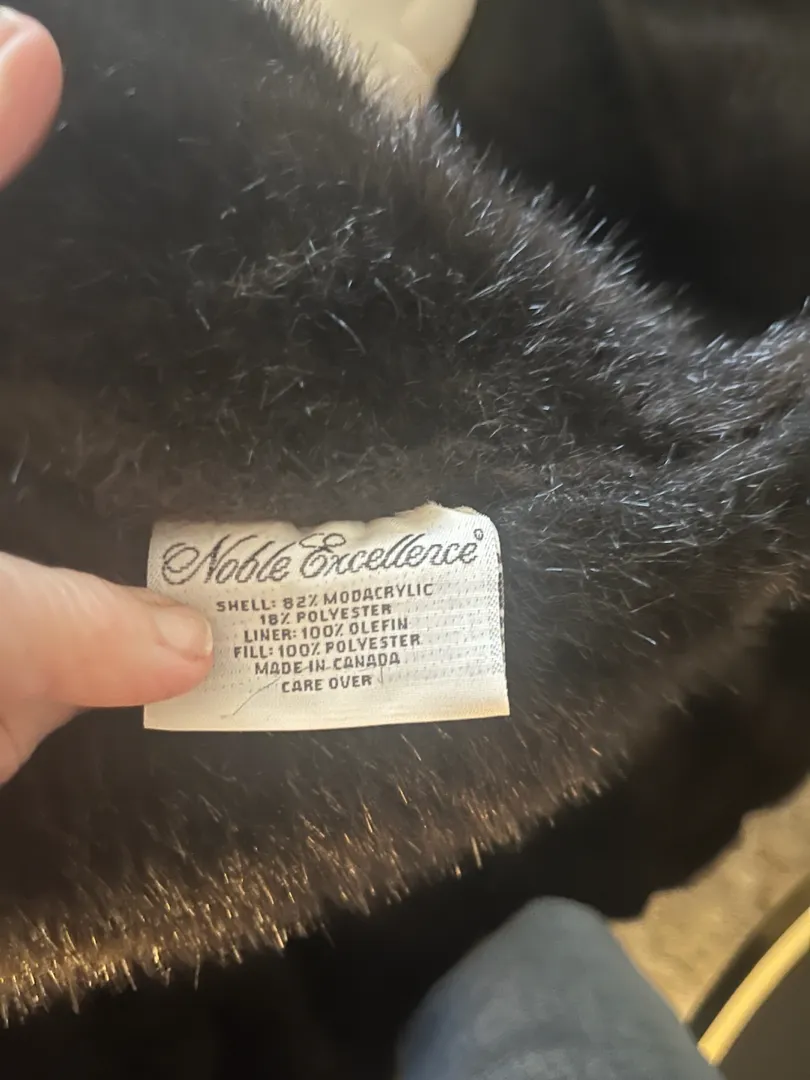 Noble Excellence®
SHELL: 82% MODACRYLIC
18% POLYESTER
LINER: 100% OLEFIN
FILL: 100% POLYESTER
MADE IN CANADA
CARE OVER